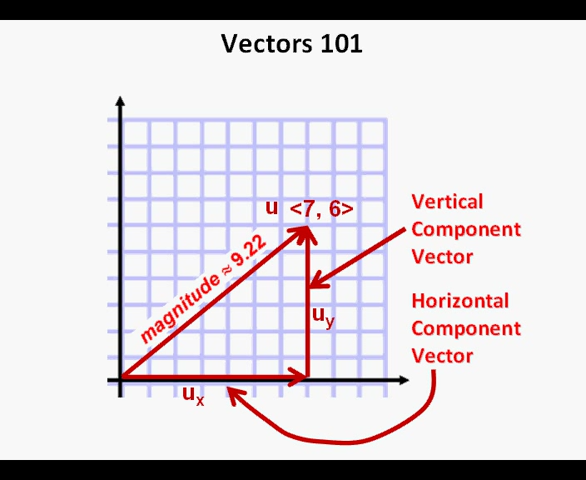 Vectors 101
u <7, 6>
magnitude ≈ 9.22
Vertical
Component
Vector
Horizontal
Component
Vector
uy
ux